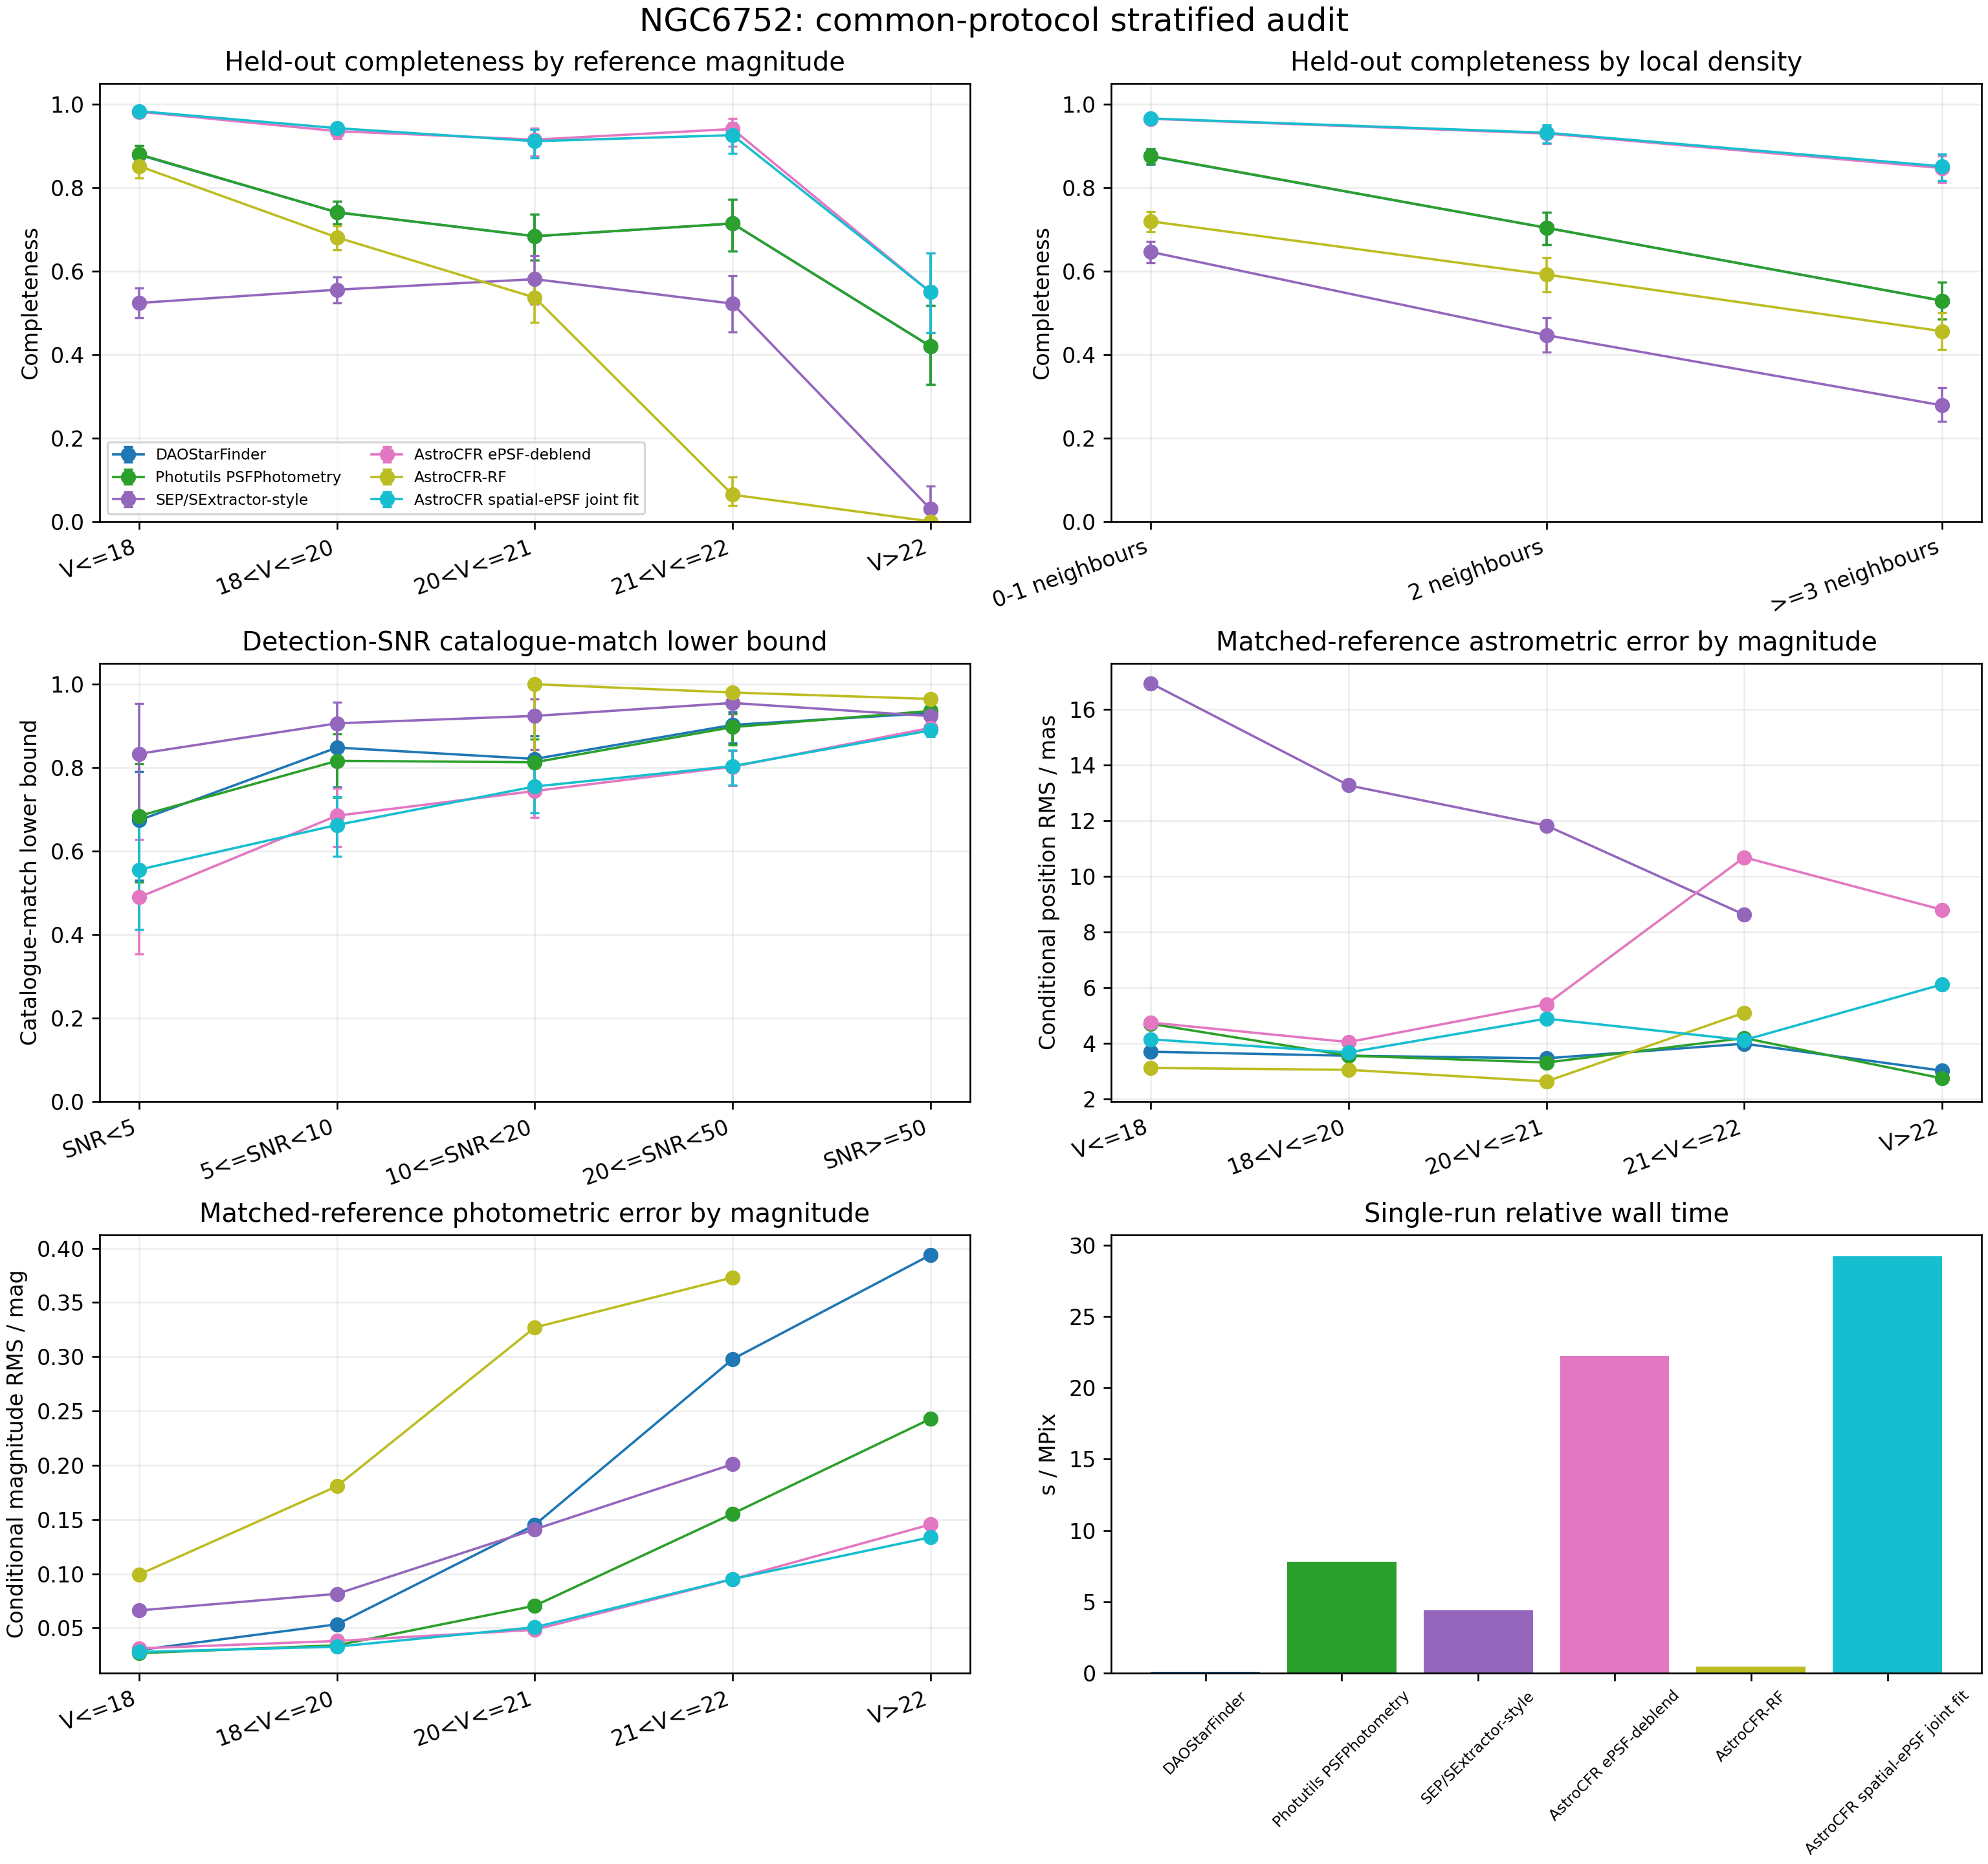 NGC6752: common-protocol stratified audit
Held-out completeness by reference magnitude
Completeness
1.0
0.8
0.6
0.4
0.2
0.0
DAOStarFinder
Photutils PSFPhotometry
SEP/SExtractor-style
AstroCFR ePSF-deblend
AstroCFR-RF
AstroCFR spatial-ePSF joint fit
V<=18
18<V<=20
20<V<=21
21<V<=22
V>22
Held-out completeness by local density
Completeness
1.0
0.8
0.6
0.4
0.2
0.0
0-1 neighbours
2 neighbours
>=3 neighbours
Detection-SNR catalogue-match lower bound
Catalogue-match lower bound
1.0
0.8
0.6
0.4
0.2
0.0
SNR<5
5<=SNR<10
10<=SNR<20
20<=SNR<50
SNR>=50
Matched-reference astrometric error by magnitude
Conditional position RMS / mas
16
14
12
10
8
6
4
2
V<=18
18<V<=20
20<V<=21
21<V<=22
V>22
Matched-reference photometric error by magnitude
Conditional magnitude RMS / mag
0.40
0.35
0.30
0.25
0.20
0.15
0.10
0.05
V<=18
18<V<=20
20<V<=21
21<V<=22
V>22
Single-run relative wall time
s / MPix
30
25
20
15
10
5
0
DAOStarFinder
Photutils PSFPhotometry
SEP/SExtractor-style
AstroCFR ePSF-deblend
AstroCFR-RF
AstroCFR spatial-ePSF joint fit